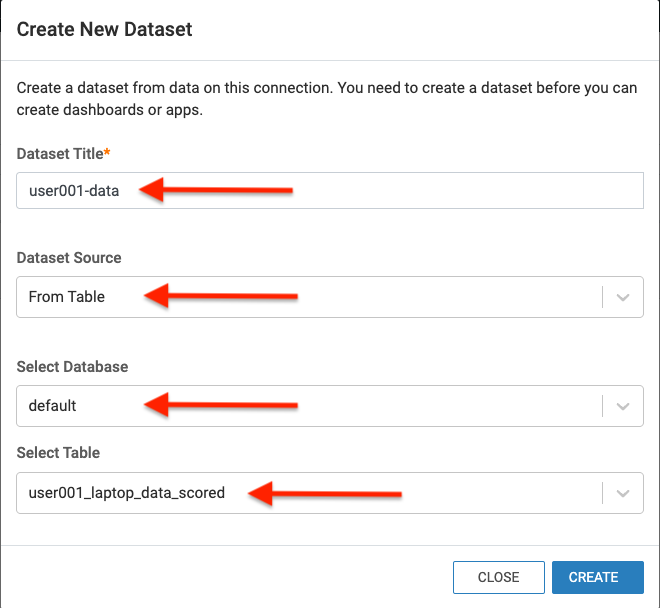 Create New Dataset
Create a dataset from data on this connection. You need to create a dataset before you can
create dashboards or apps.
Dataset Title*
user001-data
Dataset Source
From Table
Select Database
default
Select Table
user001_laptop_data_scored
CLOSE CREATE